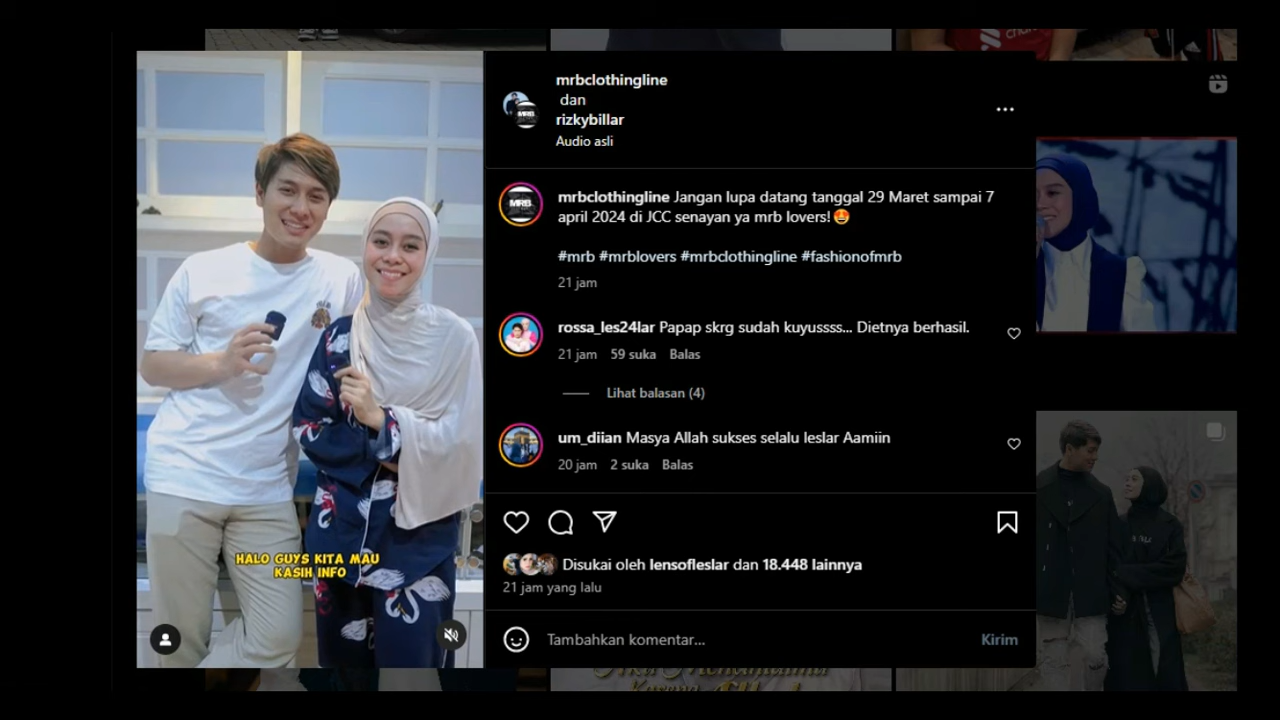 mrbclothingline
dan
rizkybillar
Audio asli
MRB
mrbclothingline Jangan lupa datang tanggal 29 Maret sampai 7
april 2024 di JCC senayan ya mrb lovers!🤩
#mrb #mrblovers #mrbclothingline #fashionofmrb
21 jam
rossa_les24lar Papap skrg sudah kuyussss... Dietnya berhasil.
21 jam 59 suka Balas
Lihat balasan (4)
um_diian Masya Allah sukses selalu leslar Aamiin
20 jam 2 suka Balas
HALO GUYS KITA MAU
KASIH INFO
Disukai oleh lensofleslar dan 18.448 lainnya
21 jam yang lalu
Tambahkan komentar...
Kirim